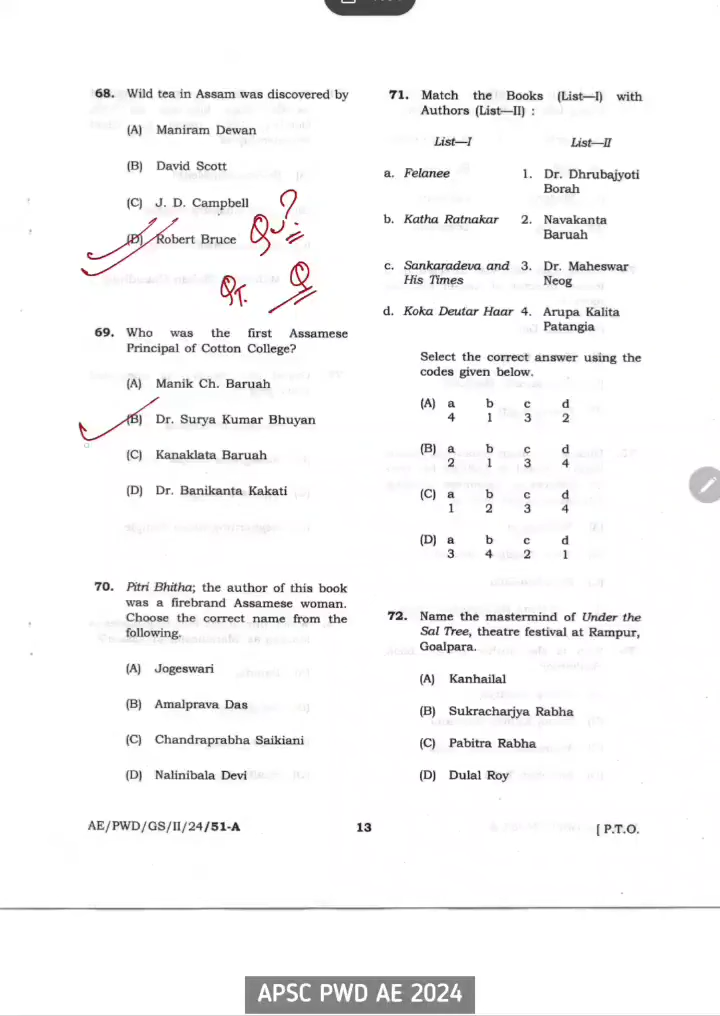 68. Wild tea in Assam was discovered by
(A) Maniram Dewan
(B) David Scott
(C) J. D. Campbell
(D) Robert Bruce
69. Who was the first Assamese
Principal of Cotton College?
(A) Manik Ch. Baruah
(B) Dr. Surya Kumar Bhuyan
(C) Kanaklata Baruah
(D) Dr. Banikanta Kakati
70. Pitri Bhitha; the author of this book
was a firebrand Assamese woman.
Choose the correct name from the
following.
(A) Jogeswari
(B) Amalprava Das
(C) Chandraprabha Saikiani
(D) Nalinibala Devi
71. Match the Books (List—I) with
Authors (List—II) :
List—I List—II
a. Felanee 1. Dr. Dhrubajyoti
Borah
b. Katha Ratnakar 2. Navakanta
Baruah
c. Sankaradeva and 3. Dr. Maheswar
His Times Neog
d. Koka Deutar Haar 4. Arupa Kalita
Patangia
Select the correct answer using the
codes given below.
(A) a b c d
4 1 3 2
(B) a b c d
2 1 3 4
(C) a b c d
1 2 3 4
(D) a b c d
3 4 2 1
72. Name the mastermind of Under the
Sal Tree, theatre festival at Rampur,
Goalpara.
(A) Kanhailal
(B) Sukracharjya Rabha
(C) Pabitra Rabha
(D) Dulal Roy
AE/PWD/GS/II/24/51-A 13 [ P.T.O.
APSC PWD AE 2024